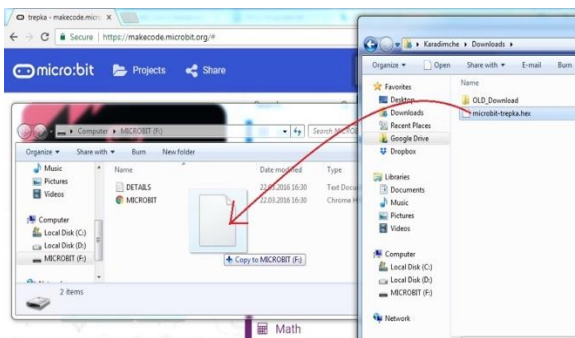 trepka - makecode.micro
Secure | https://makecode.microbit.org/#
micro:bit Projects Share
Search
Computer ▸ MICROBIT (F:)
Search MICROB
Organize Share with Burn New folder
Music
Pictures
Videos
Computer
Local Disk (C:)
Local Disk (D:)
MICROBIT (F:)
Name Date modified Type
DETAILS 22.03.2016 16:30 Text Docu
MICROBIT 22.03.2016 16:30 Chrome H
Copy to MICROBIT (F:)
2 items
Math
Karadimche ▸ Downloads ▸
Organize Open Share with E-mail Burn
Favorites
Desktop
Downloads
Recent Places
Google Drive
Dropbox
Libraries
Documents
Music
Pictures
Videos
Computer
Local Disk (C:)
Local Disk (D:)
MICROBIT (F:)
Network
Name
OLD_Download
microbit-trepka.hex